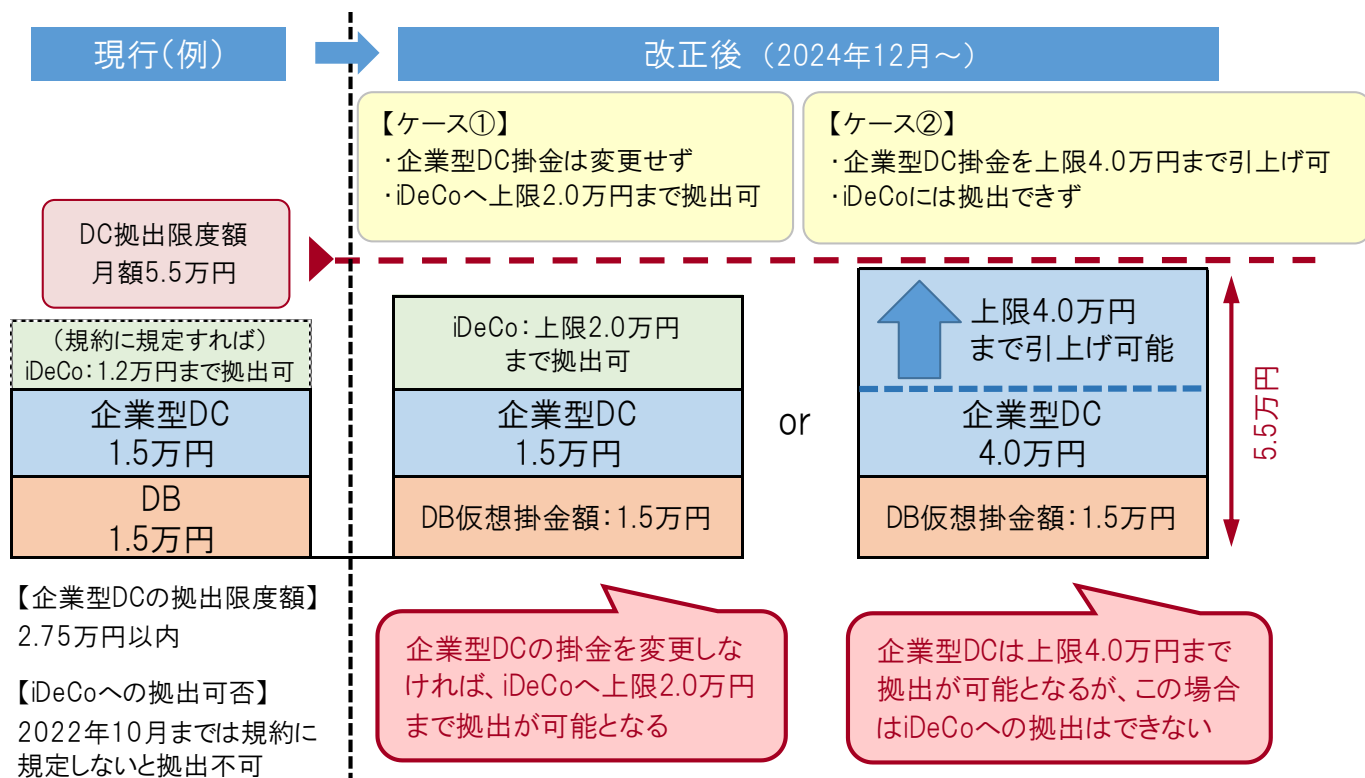 現行（例）
改正後（2024年12月～）
【ケース①】
・企業型DC掛金は変更せず
・iDeCoへ上限2.0万円まで拠出可
【ケース②】
・企業型DC掛金を上限4.0万円まで引上げ可
・iDeCoには拠出できず
DC拠出限度額
月額5.5万円
（規約に規定すれば）
iDeCo：1.2万円まで拠出可
企業型DC
1.5万円
DB
1.5万円
iDeCo：上限2.0万円
まで拠出可
企業型DC
1.5万円
DB仮想掛金額：1.5万円
or
上限4.0万円
まで引上げ可能
企業型DC
4.0万円
DB仮想掛金額：1.5万円
5.5万円
【企業型DCの拠出限度額】
2.75万円以内
【iDeCoへの拠出可否】
2022年10月までは規約に
規定しないと拠出不可
企業型DCの掛金を変更しな
ければ、iDeCoへ上限2.0万円
まで拠出が可能となる
企業型DCは上限4.0万円まで
拠出が可能となるが、この場合
はiDeCoへの拠出はできない